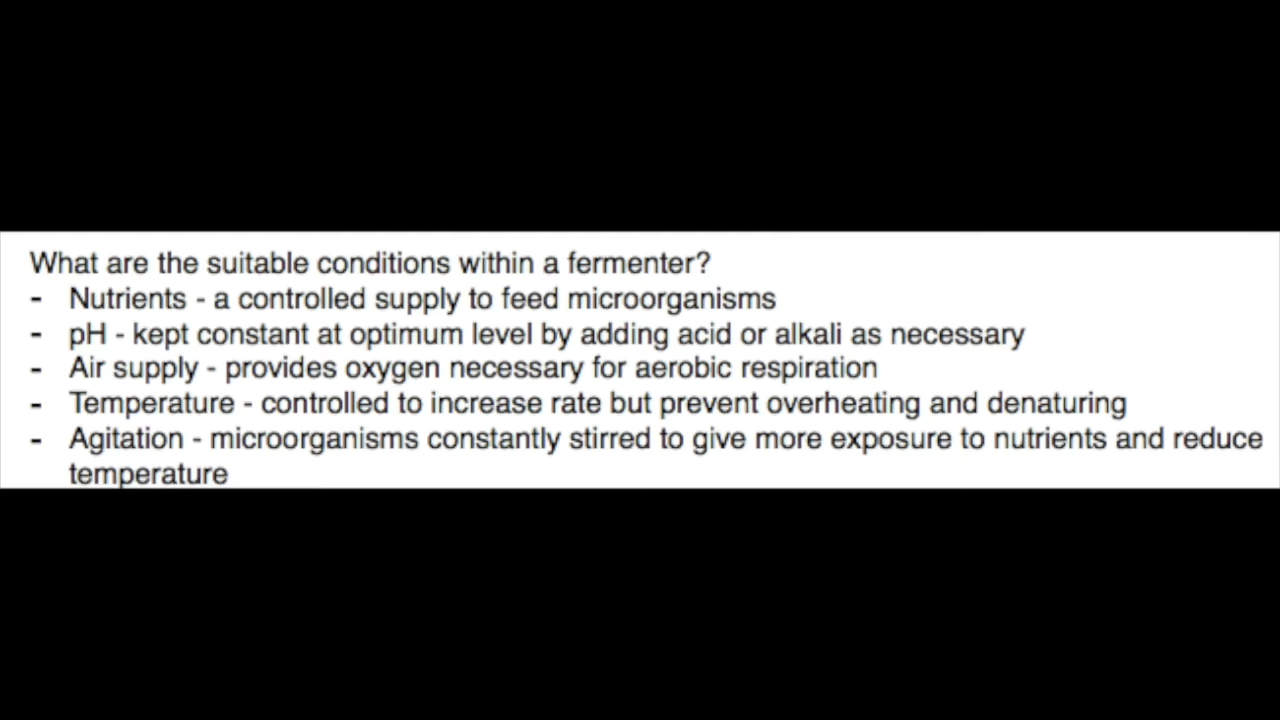 What are the suitable conditions within a fermenter?
- Nutrients - a controlled supply to feed microorganisms
- pH - kept constant at optimum level by adding acid or alkali as necessary
- Air supply - provides oxygen necessary for aerobic respiration
- Temperature - controlled to increase rate but prevent overheating and denaturing
- Agitation - microorganisms constantly stirred to give more exposure to nutrients and reduce
temperature